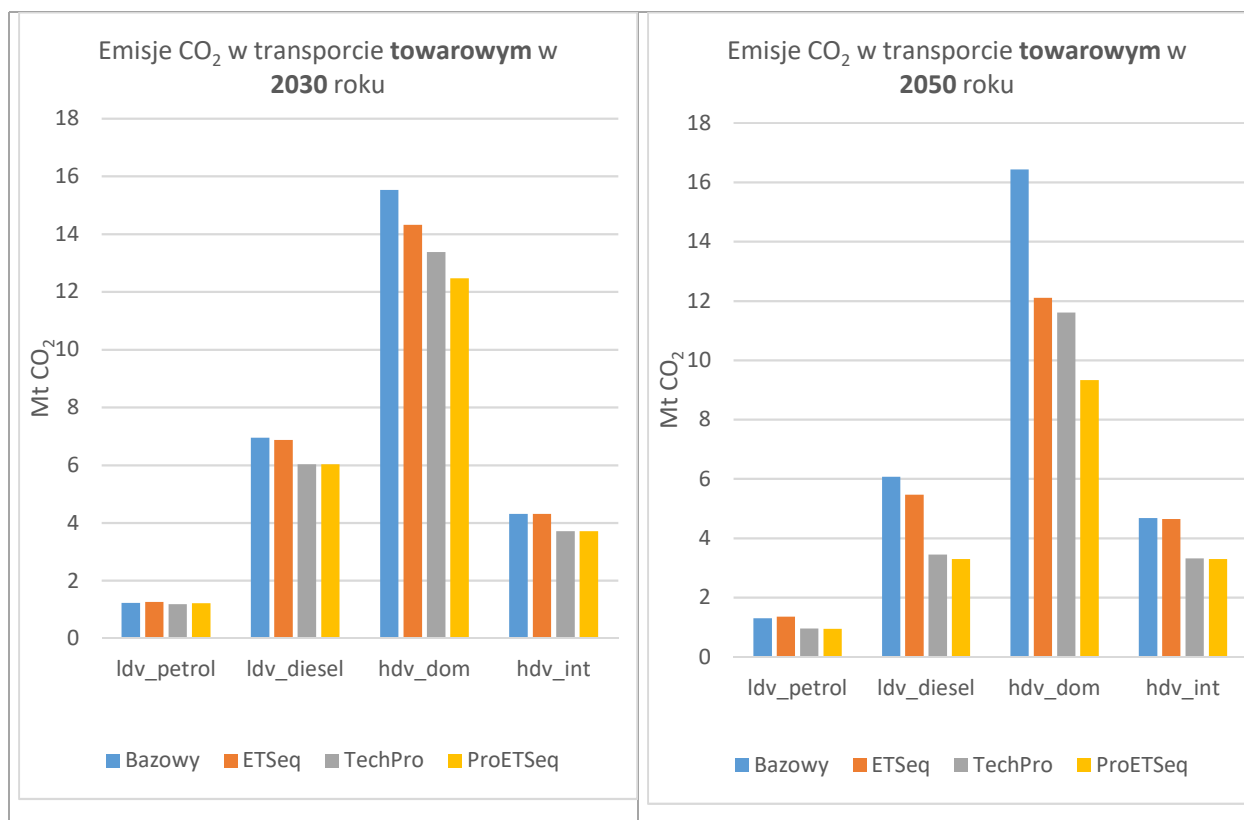 Emisje CO₂ w transporcie towarowym w
2030 roku
18
16
14
12
10
8
6
4
2
0
Mt CO₂
ldv_petrol ldv_diesel hdv_dom hdv_int
Bazowy ETSeq TechPro ProETSeq
Emisje CO₂ w transporcie towarowym w
2050 roku
18
16
14
12
10
8
6
4
2
0
Mt CO₂
ldv_petrol ldv_diesel hdv_dom hdv_int
Bazowy ETSeq TechPro ProETSeq